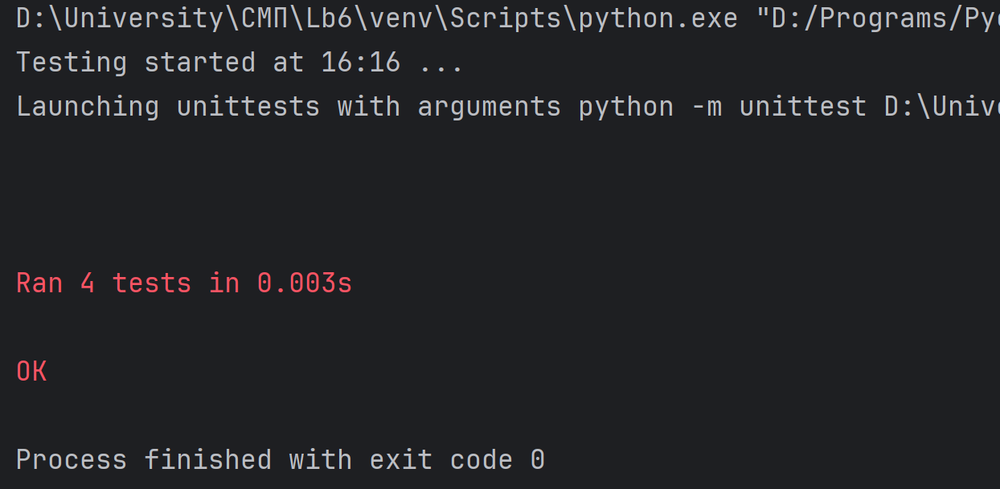 D:\University\СМП\Lb6\venv\Scripts\python.exe "D:/Programs/Pyc
Testing started at 16:16 ...
Launching unittests with arguments python -m unittest D:\Unive
Ran 4 tests in 0.003s
OK
Process finished with exit code 0